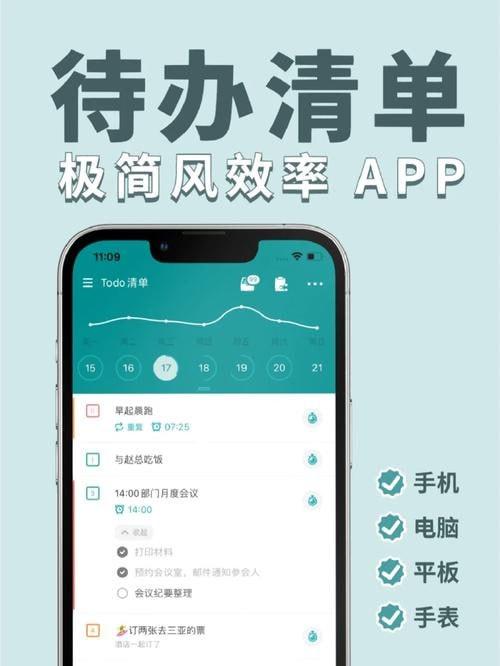 待办清单
极简风效率 APP
11:09
Todo清单
99
周一 周二 周三 周四 周五 周六 周日
15 16 17 18 19 20 21
早起晨跑
重复 07:25
1 与赵总吃饭
3 14:00部门月度会议
14:00
收起
打印材料
预约会议室，邮件通知参会人
会议纪要整理
4 订两张去三亚的票
酒店一起订了
手机
电脑
平板
手表